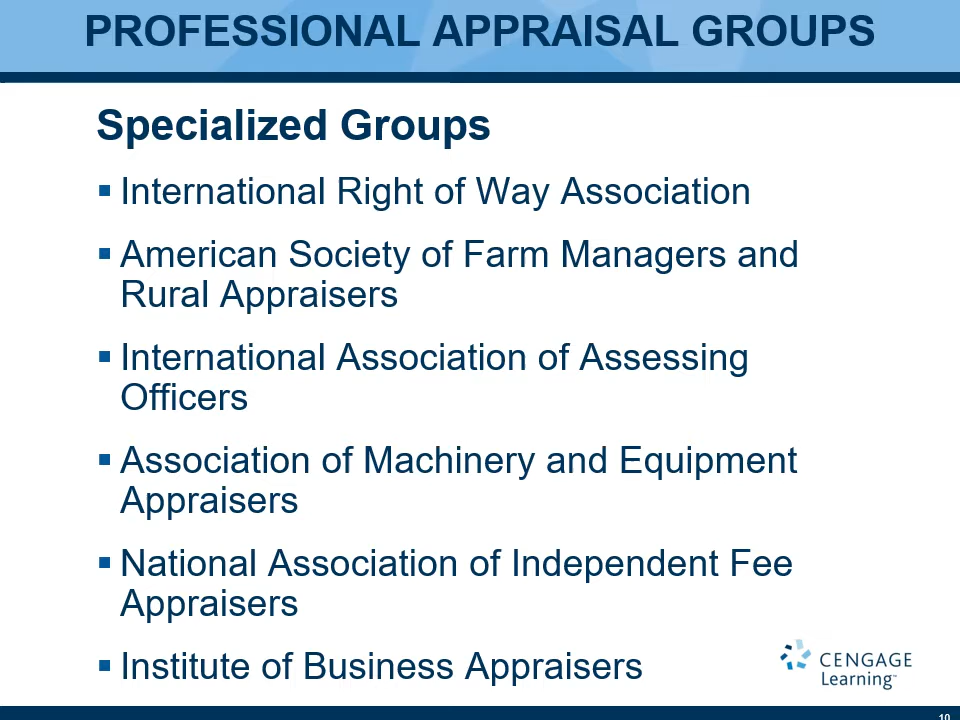 PROFESSIONAL APPRAISAL GROUPS
Specialized Groups
▪ International Right of Way Association
▪ American Society of Farm Managers and
Rural Appraisers
▪ International Association of Assessing
Officers
▪ Association of Machinery and Equipment
Appraisers
▪ National Association of Independent Fee
Appraisers
▪ Institute of Business Appraisers
CENGAGE
Learning™
10